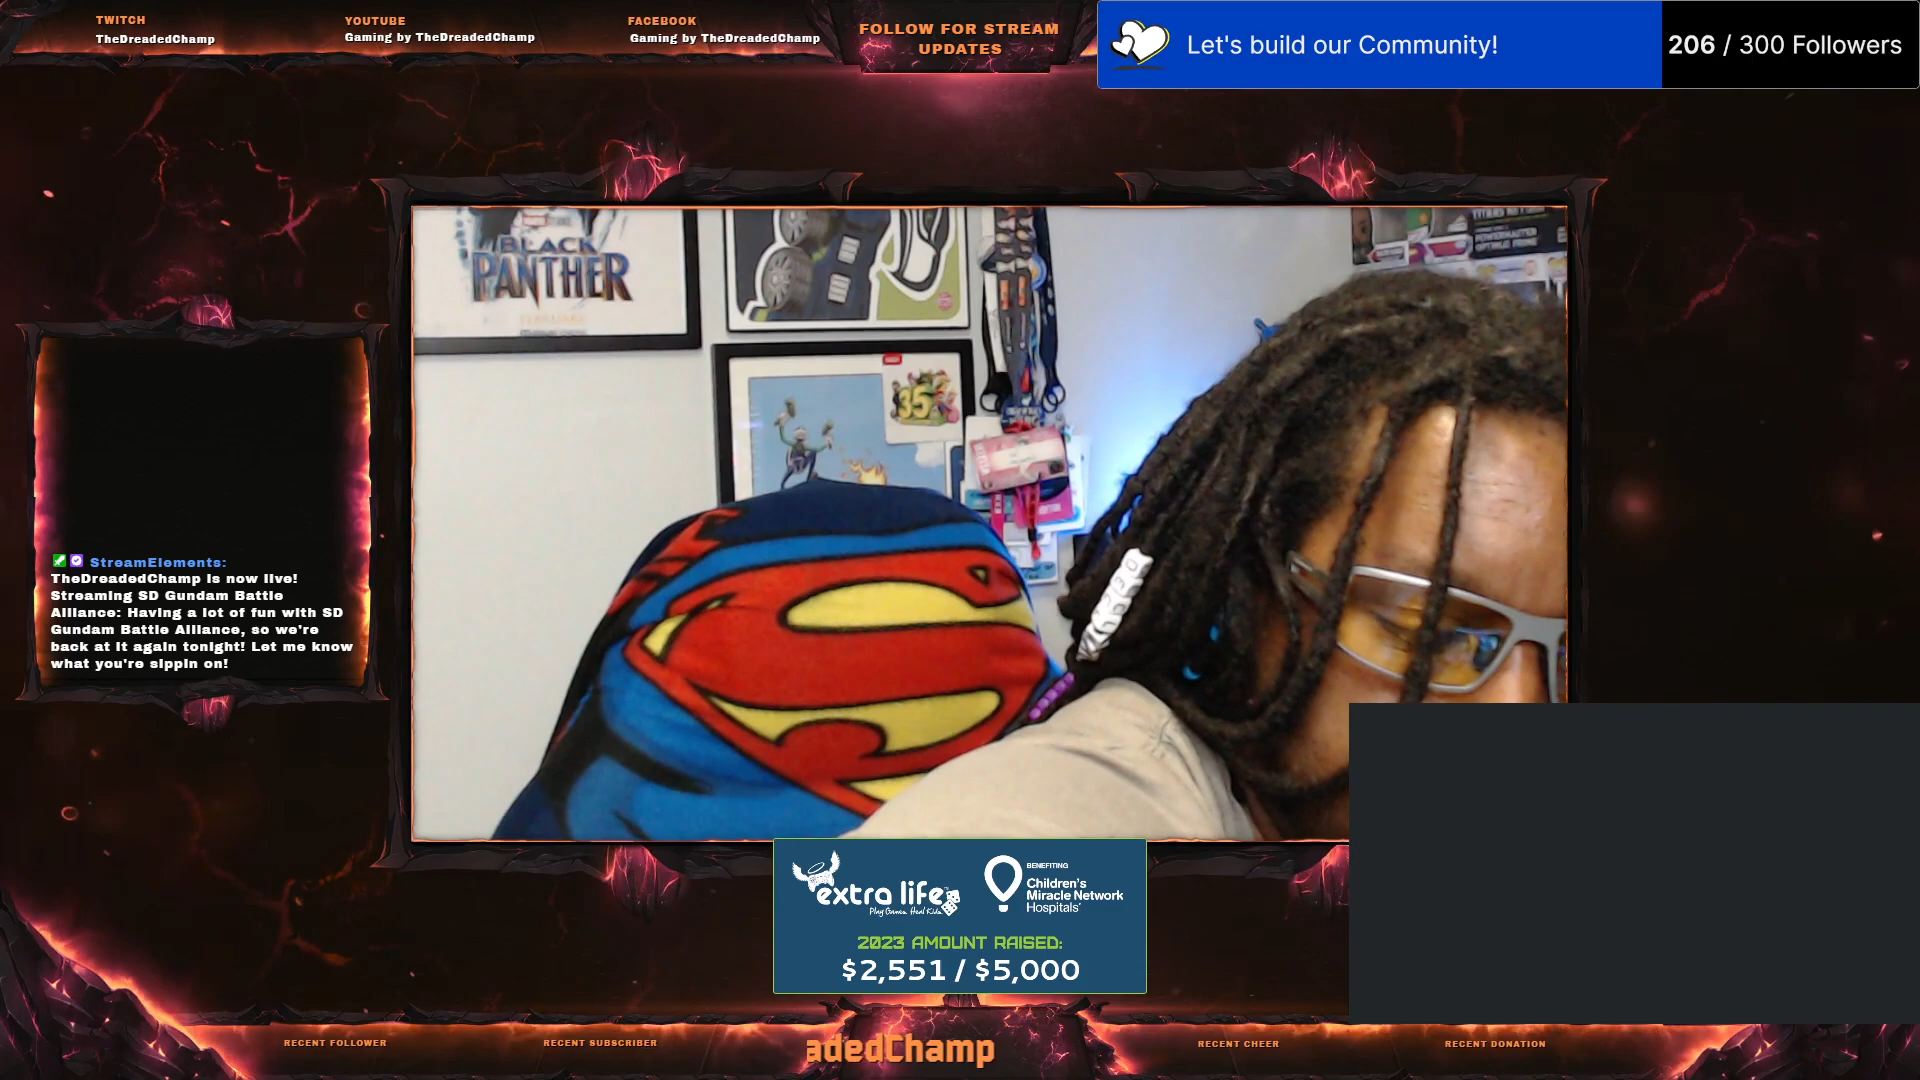 TWITCH
TheDreadedChamp
YOUTUBE
Gaming by TheDreadedChamp
FACEBOOK
Gaming by TheDreadedChamp
FOLLOW FOR STREAM
UPDATES
Let's build our Community!
206 / 300 Followers
BLACK
PANTHER
35
StreamElements:
TheDreadedChamp is now live!
Streaming SD Gundam Battle
Alliance: Having a lot of fun with SD
Gundam Battle Alliance, so we're
back at it again tonight! Let me know
what you're sippin on!
extra life
Play Games. Heal Kids.
BENEFITING
Children's
Miracle Network
Hospitals
2023 AMOUNT RAISED:
$2,551 / $5,000
RECENT FOLLOWER
RECENT SUBSCRIBER
adedChamp
RECENT CHEER
RECENT DONATION